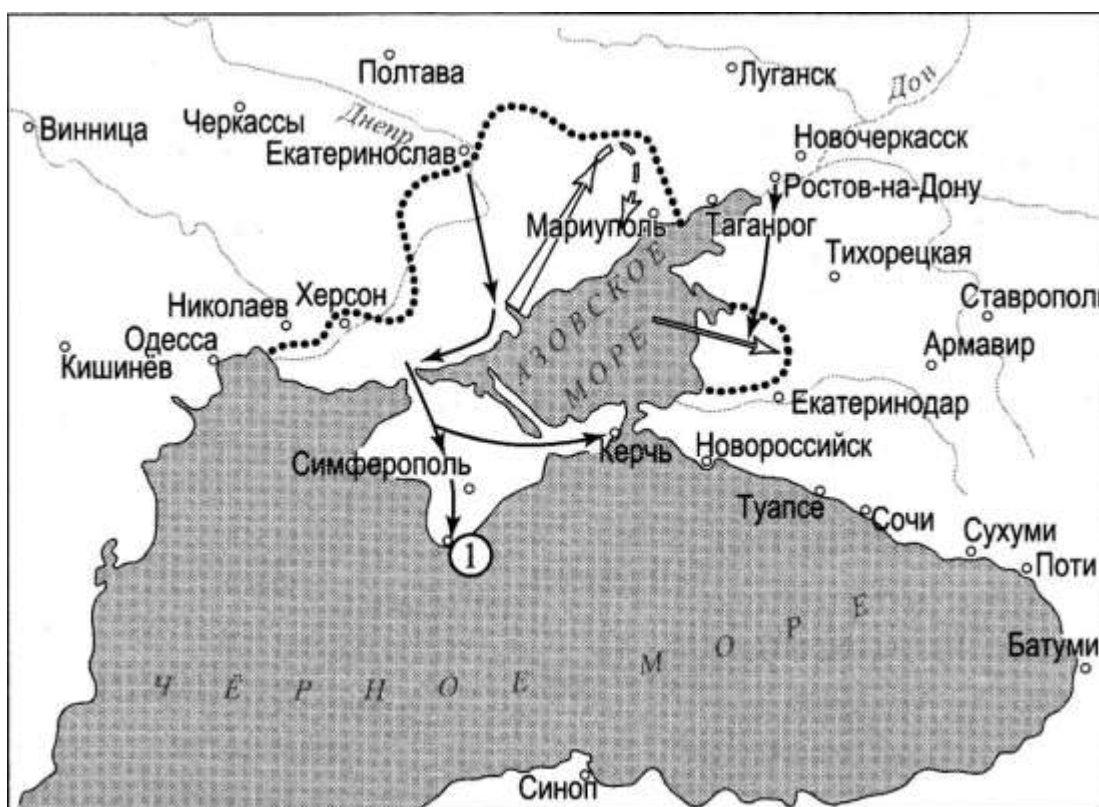 Полтава
Луганск
Дон
Винница
Черкассы
Днепр
Екатеринослав
Новочеркасск
Ростов-на-Дону
Мариуполь
Таганрог
Тихорецкая
Николаев
Херсон
Ставрополь
Одесса
Кишинёв
АЗОВСКОЕ
МОРЕ
Армавир
Екатеринодар
Симферополь
Керчь
Новороссийск
Туапсе
Сочи
Сухуми
1
Поти
Батуми
ЧЁРНОЕ МОРЕ
Синоп